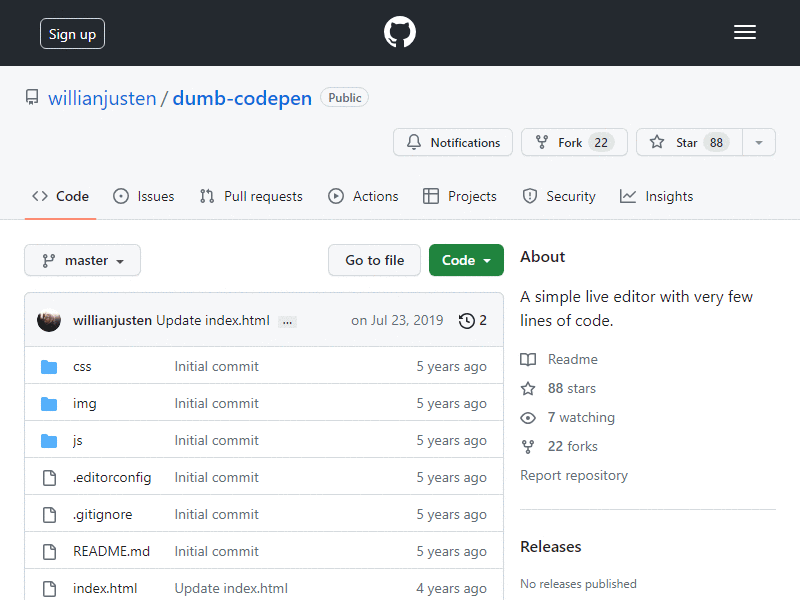 Sign up
willianjusten / dumb-codepen Public
Notifications Fork 22 Star 88
Code Issues Pull requests Actions Projects Security Insights
master Go to file Code
willianjusten Update index.html ... on Jul 23, 2019 2
css Initial commit 5 years ago
img Initial commit 5 years ago
js Initial commit 5 years ago
.editorconfig Initial commit 5 years ago
.gitignore Initial commit 5 years ago
README.md Initial commit 5 years ago
index.html Update index.html 4 years ago
About
A simple live editor with very few
lines of code.
Readme
88 stars
7 watching
22 forks
Report repository
Releases
No releases published